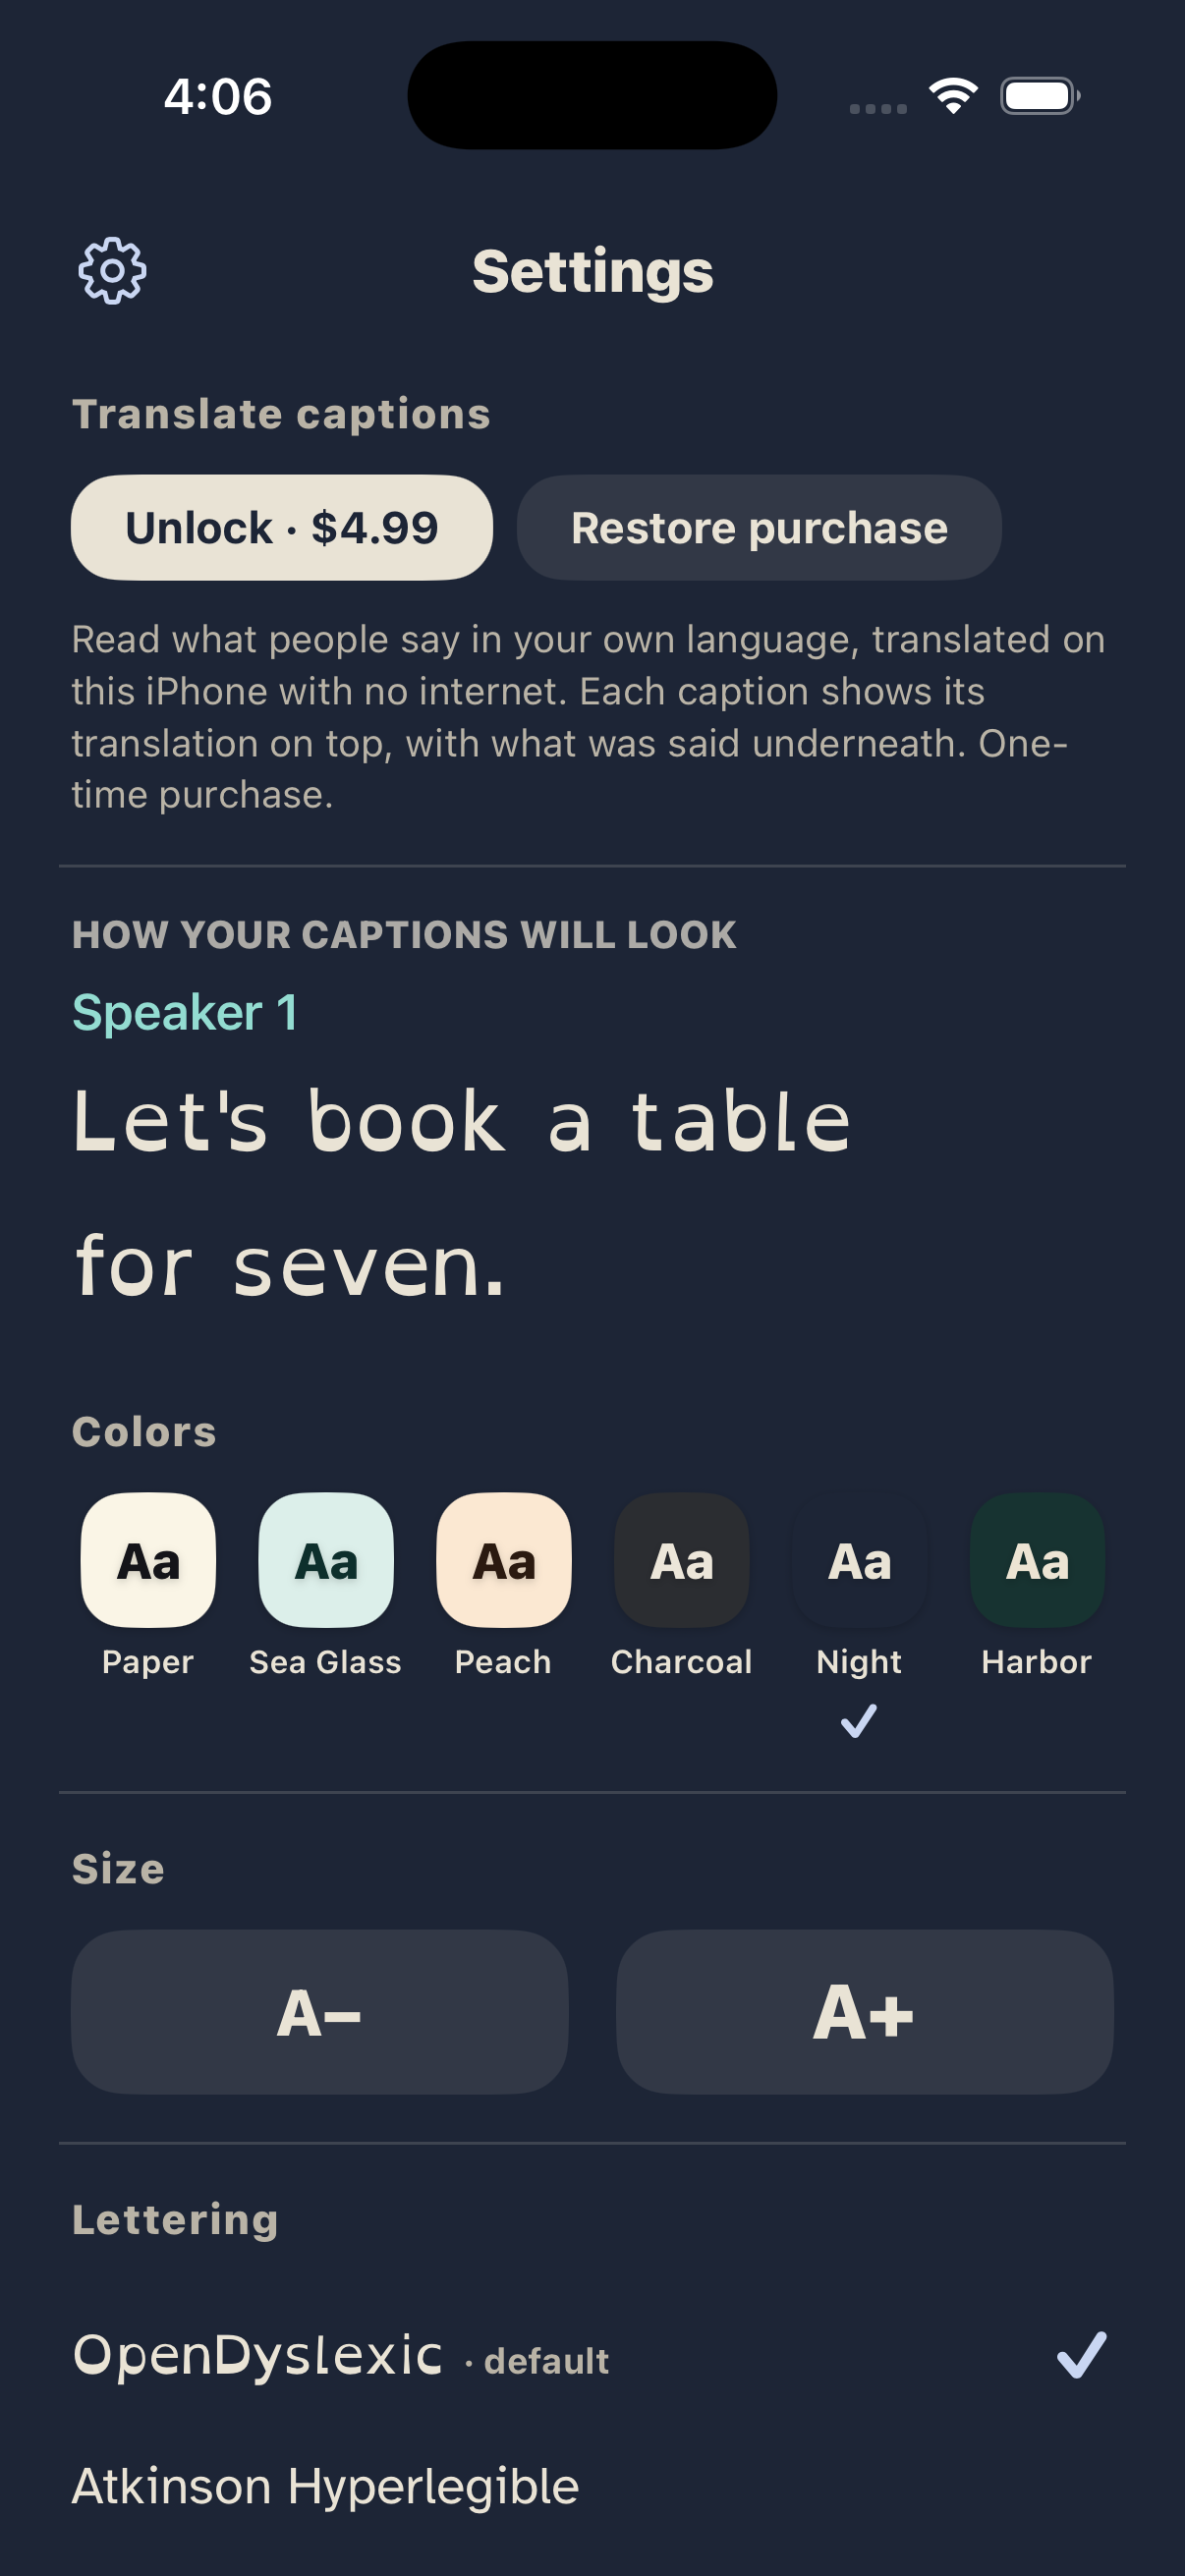 4:06
Settings
Translate captions
Unlock · $4.99
Restore purchase
Read what people say in your own language, translated on
this iPhone with no internet. Each caption shows its
translation on top, with what was said underneath. One-
time purchase.
HOW YOUR CAPTIONS WILL LOOK
Speaker 1
Let's book a table
for seven.
Colors
Aa Aa Aa Aa Aa Aa
Paper Sea Glass Peach Charcoal Night Harbor
Size
A− A+
Lettering
OpenDyslexic · default
Atkinson Hyperlegible